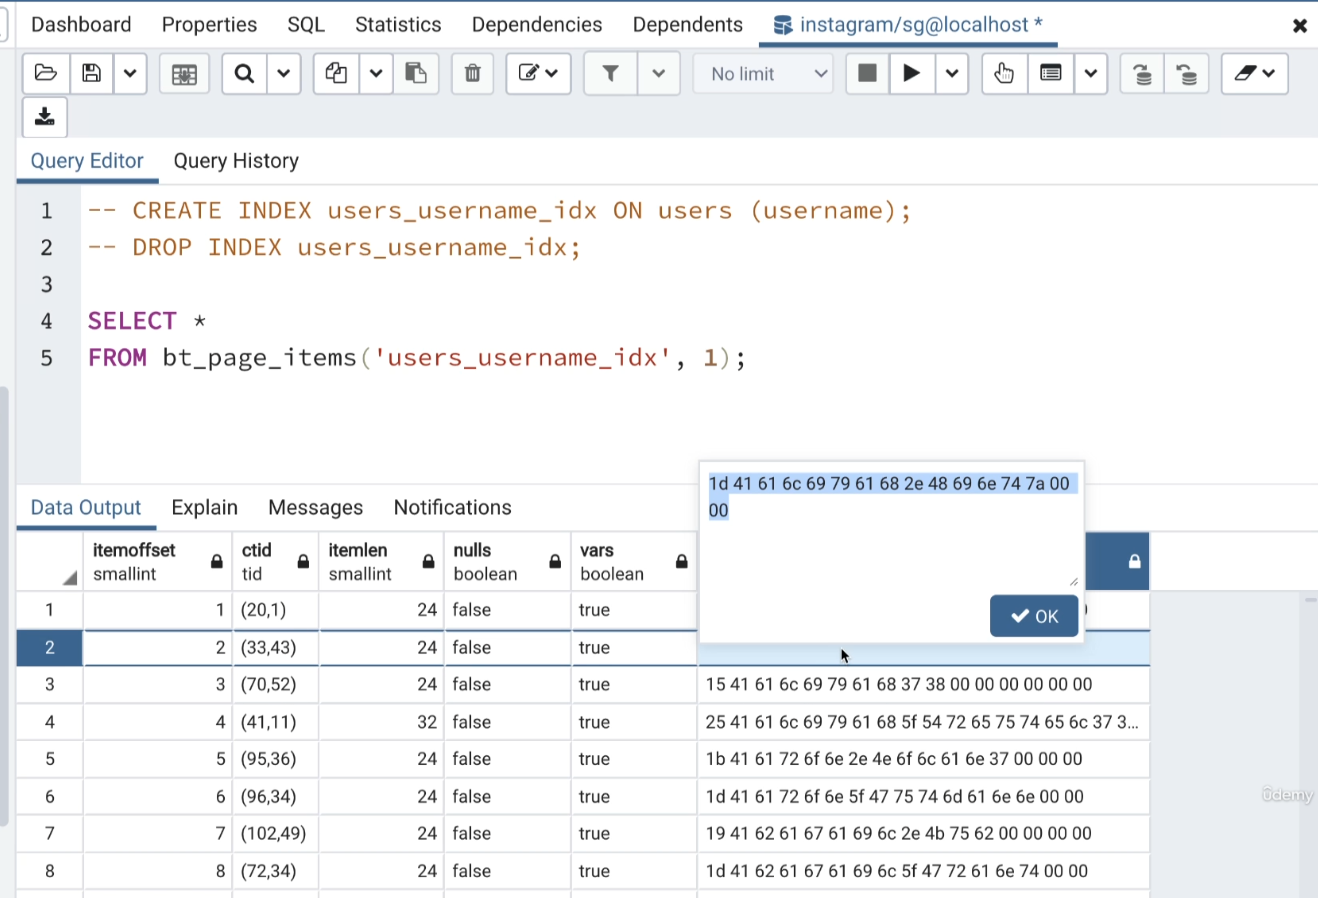 Dashboard Properties SQL Statistics Dependencies Dependents instagram/sg@localhost *
No limit
Query Editor Query History
1 -- CREATE INDEX users_username_idx ON users (username);
2 -- DROP INDEX users_username_idx;
3
4 SELECT *
5 FROM bt_page_items('users_username_idx', 1);
1d 41 61 6c 69 79 61 68 2e 48 69 6e 74 7a 00
00
OK
Data Output Explain Messages Notifications
itemoffset ctid itemlen nulls vars
smallint tid smallint boolean boolean
1 1 (20,1) 24 false true
2 2 (33,43) 24 false true
3 3 (70,52) 24 false true 15 41 61 6c 69 79 61 68 37 38 00 00 00 00 00 00
4 4 (41,11) 32 false true 25 41 61 6c 69 79 61 68 5f 54 72 65 75 74 65 6c 37 3...
5 5 (95,36) 24 false true 1b 41 61 72 6f 6e 2e 4e 6f 6c 61 6e 37 00 00 00
6 6 (96,34) 24 false true 1d 41 61 72 6f 6e 5f 47 75 74 6d 61 6e 6e 00 00
7 7 (102,49) 24 false true 19 41 62 61 67 61 69 6c 2e 4b 75 62 00 00 00 00
8 8 (72,34) 24 false true 1d 41 62 61 67 61 69 6c 5f 47 72 61 6e 74 00 00
ûdemy